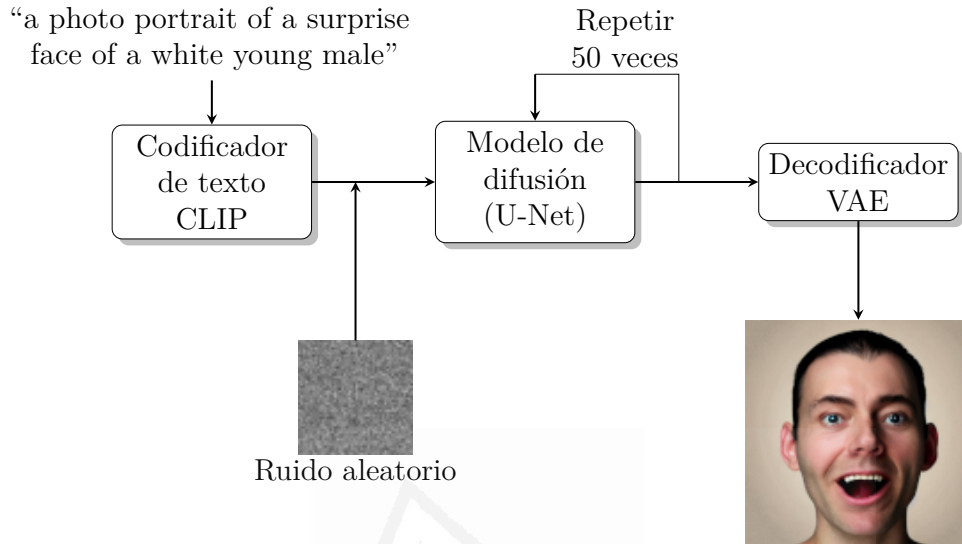 “a photo portrait of a surprise
face of a white young male”
Repetir
50 veces
Codificador
de texto
CLIP
Modelo de
difusión
(U-Net)
Decodificador
VAE
Ruido aleatorio